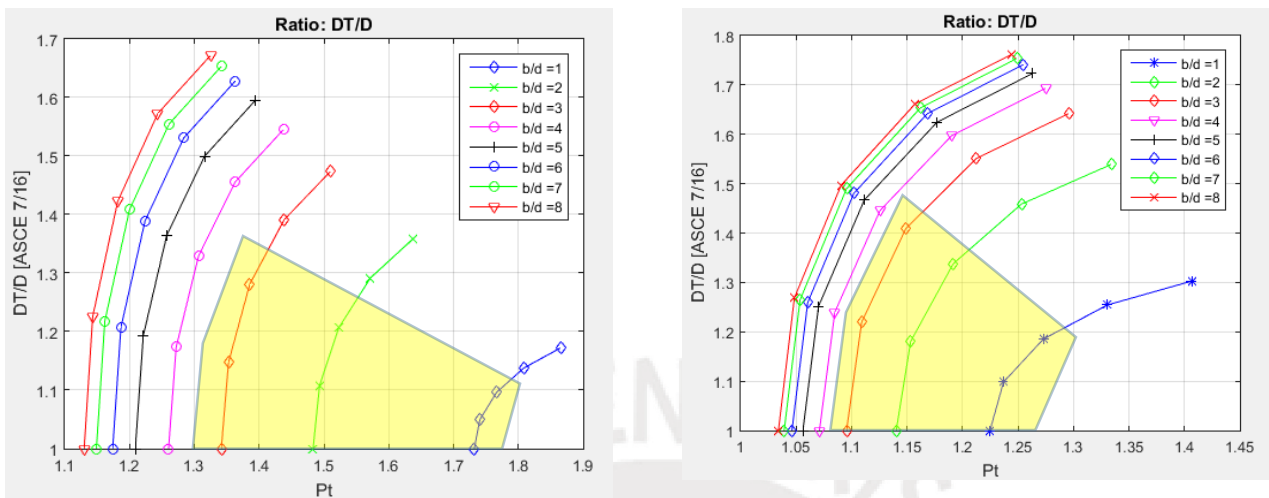 Ratio: DT/D
DT/D [ASCE 7/16]
1.7
1.6
1.5
1.4
1.3
1.2
1.1
1
1.1
1.2
1.3
1.4
1.5
1.6
1.7
1.8
1.9
Pt
b/d =1
b/d =2
b/d =3
b/d =4
b/d =5
b/d =6
b/d =7
b/d =8
Ratio: DT/D
DT/D [ASCE 7/16]
1.8
1.7
1.6
1.5
1.4
1.3
1.2
1.1
1
1
1.05
1.1
1.15
1.2
1.25
1.3
1.35
1.4
1.45
Pt
b/d =1
b/d =2
b/d =3
b/d =4
b/d =5
b/d =6
b/d =7
b/d =8